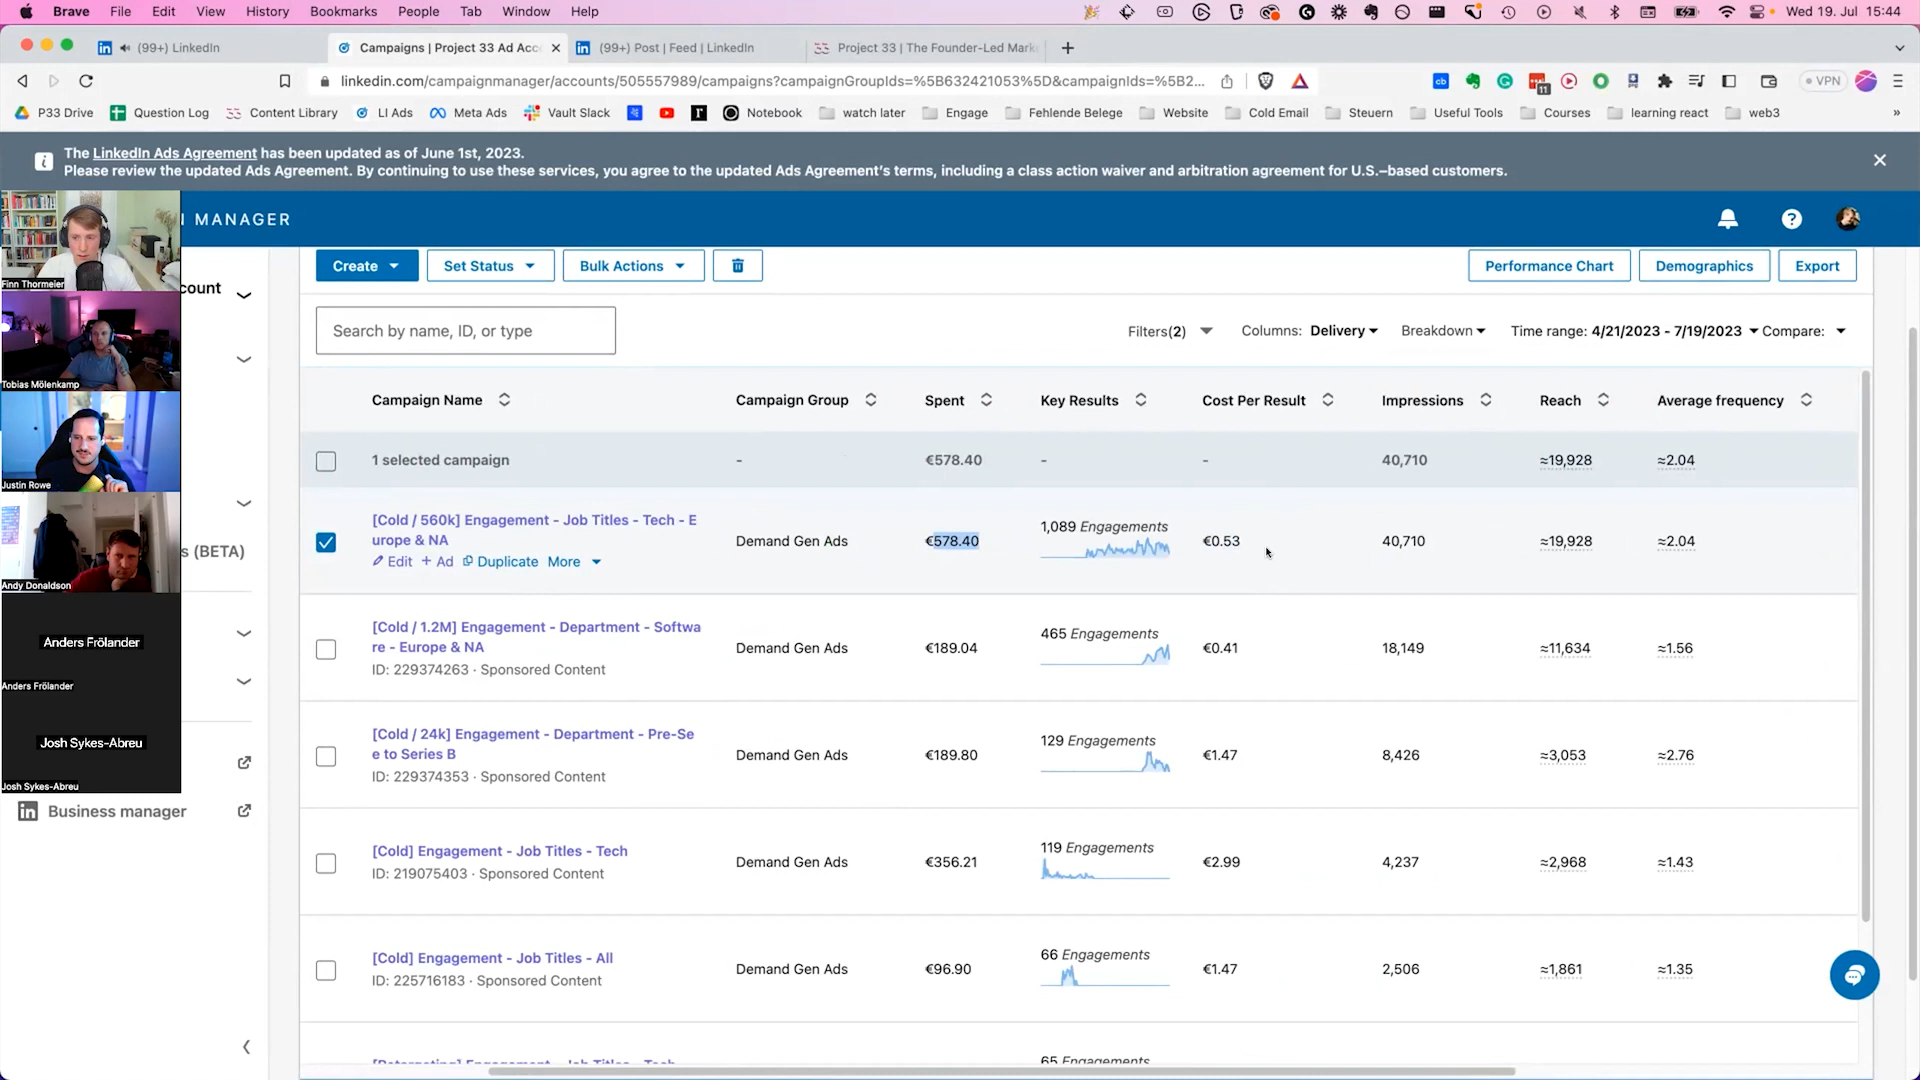 Brave File Edit View History Bookmarks People Tab Window Help Wed 19. Jul 15:44
(99+) LinkedIn
Campaigns | Project 33 Ad Acc
(99+) Post | Feed | LinkedIn
Project 33 | The Founder-Led Mark
linkedin.com/campaignmanager/accounts/505557989/campaigns?campaignGroupIds=%5B632421053%5D&campaignIds=%5B2...
11
VPN
P33 Drive Question Log Content Library LI Ads Meta Ads Vault Slack Notebook watch later Engage Fehlende Belege Website Cold Email Steuern Useful Tools Courses learning react web3 »
The LinkedIn Ads Agreement has been updated as of June 1st, 2023.
Please review the updated Ads Agreement. By continuing to use these services, you agree to the updated Ads Agreement's terms, including a class action waiver and arbitration agreement for U.S.-based customers.
MANAGER
Finn Thormeier
Tobias Mölenkamp
Justin Rowe
Andy Donaldson
Anders Frölander
Anders Frölander
Josh Sykes-Abreu
Josh Sykes-Abreu
count
s (BETA)
Business manager
Create Set Status Bulk Actions Performance Chart Demographics Export
Search by name, ID, or type
Filters(2) Columns: Delivery Breakdown Time range: 4/21/2023 - 7/19/2023 Compare:
Campaign Name Campaign Group Spent Key Results Cost Per Result Impressions Reach Average frequency
1 selected campaign - €578.40 - - 40,710 ≈19,928 ≈2.04
[Cold / 560k] Engagement - Job Titles - Tech - E
urope & NA
Edit + Ad Duplicate More
Demand Gen Ads €578.40 1,089 Engagements €0.53 40,710 ≈19,928 ≈2.04
[Cold / 1.2M] Engagement - Department - Softwa
re - Europe & NA
ID: 229374263 · Sponsored Content
Demand Gen Ads €189.04 465 Engagements €0.41 18,149 ≈11,634 ≈1.56
[Cold / 24k] Engagement - Department - Pre-Se
e to Series B
ID: 229374353 · Sponsored Content
Demand Gen Ads €189.80 129 Engagements €1.47 8,426 ≈3,053 ≈2.76
[Cold] Engagement - Job Titles - Tech
ID: 219075403 · Sponsored Content
Demand Gen Ads €356.21 119 Engagements €2.99 4,237 ≈2,968 ≈1.43
[Cold] Engagement - Job Titles - All
ID: 225716183 · Sponsored Content
Demand Gen Ads €96.90 66 Engagements €1.47 2,506 ≈1,861 ≈1.35
[Retargeting] Engagement - Job Titles - Tech
65 Engagements